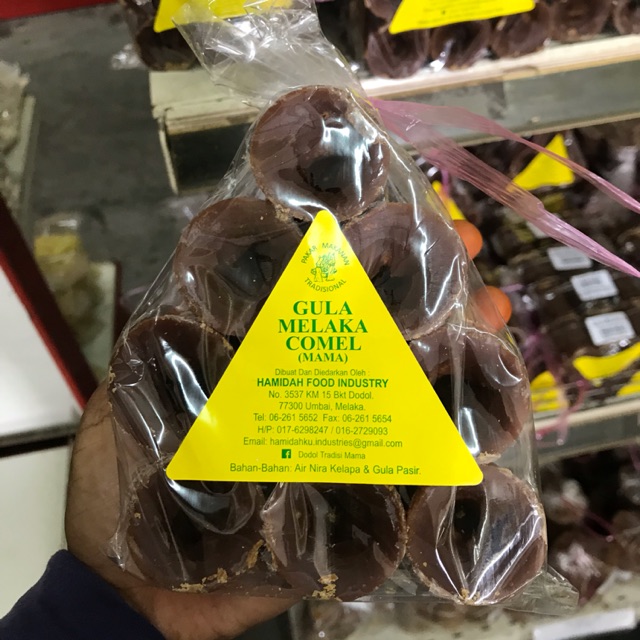 PAKAR MAKANAN
TRADISIONAL
GULA
MELAKA
COMEL
(MAMA)
Dibuat Dan Diedarkan Oleh :
HAMIDAH FOOD INDUSTRY
No. 3537 KM 15 Bkt Dodol.
77300 Umbai, Melaka.
Tel: 06-261 5652 Fax: 06-261 5654
H/P: 017-6298247 / 016-2729093
Email: hamidahku.industries@gmail.com
Dodol Tradisi Mama
Bahan-Bahan: Air Nira Kelapa & Gula Pasir.